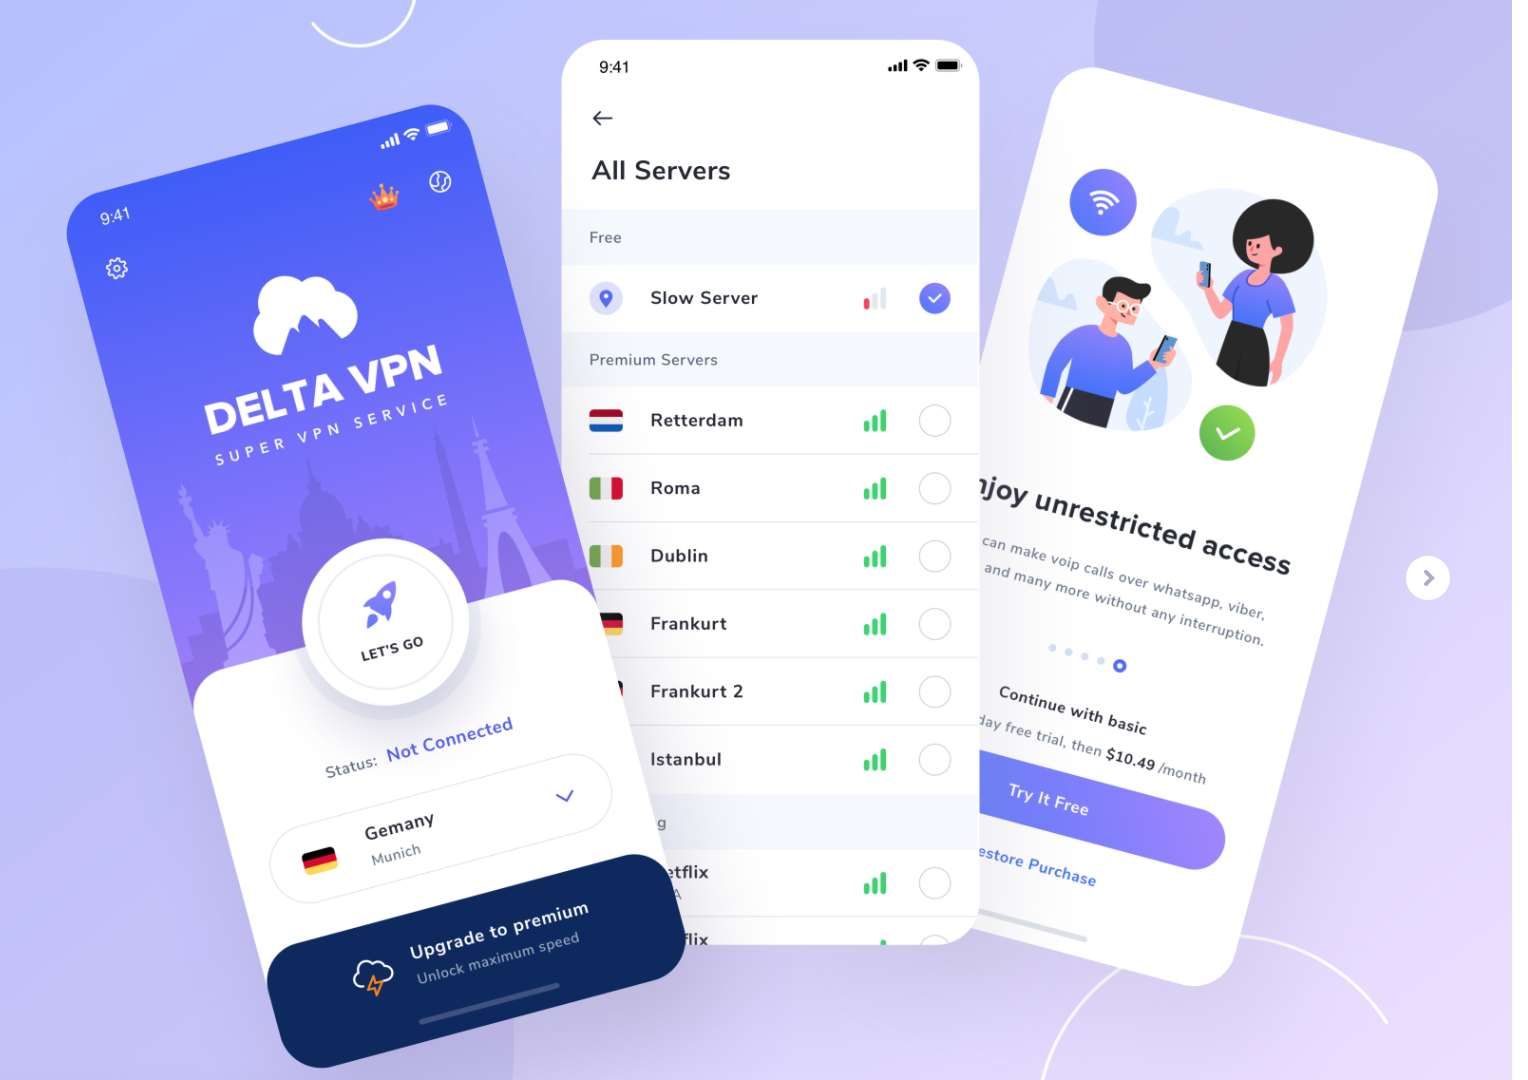 9:41
DELTA VPN
SUPER VPN SERVICE
LET'S GO
Status: Not Connected
Gemany
Munich
Upgrade to premium
Unlock maximum speed
9:41
All Servers
Free
Slow Server
Premium Servers
Retterdam
Roma
Dublin
Frankurt
Frankurt 2
Istanbul
g
etflix
A
flix
njoy unrestricted access
can make voip calls over whatsapp, viber,
and many more without any interruption.
Continue with basic
day free trial, then $10.49 /month
Try It Free
estore Purchase